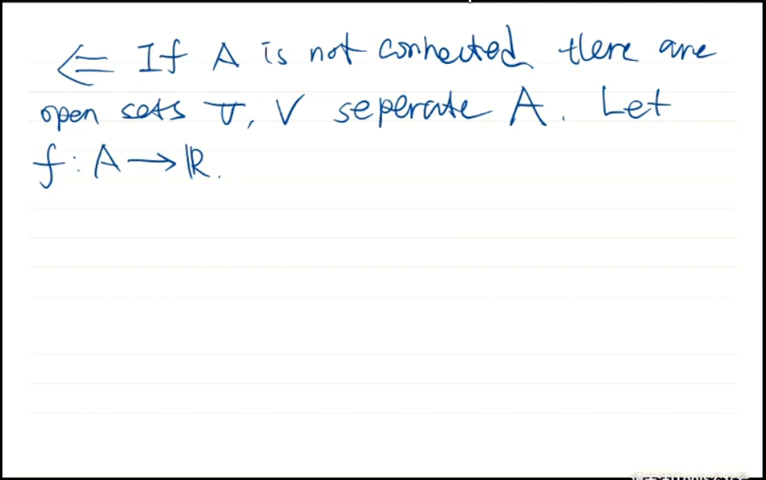 ⇐ If A is not connected there are
open sets U, V seperate A. Let
f: A → ℝ.